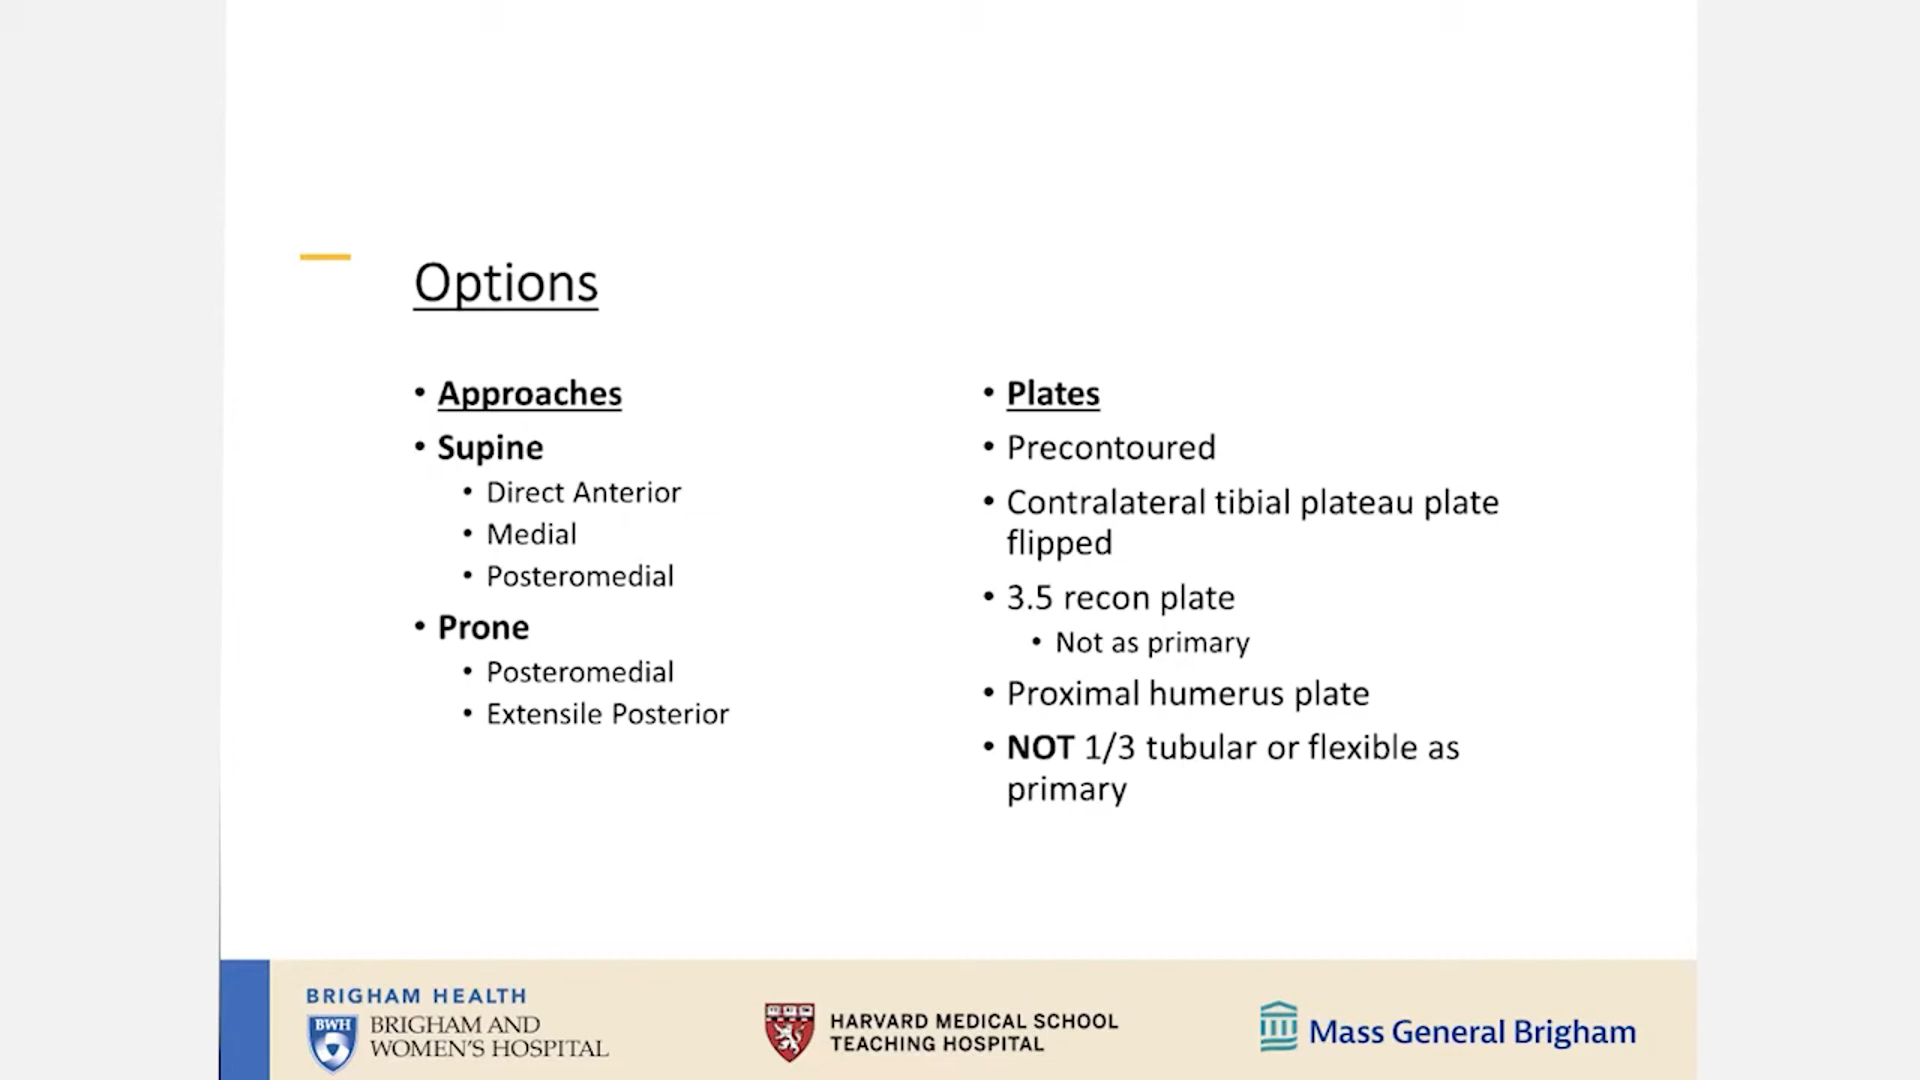 Options
• Approaches
• Supine
• Direct Anterior
• Medial
• Posteromedial
• Prone
• Posteromedial
• Extensile Posterior
• Plates
• Precontoured
• Contralateral tibial plateau plate
flipped
• 3.5 recon plate
• Not as primary
• Proximal humerus plate
• NOT 1/3 tubular or flexible as
primary
BRIGHAM HEALTH
BWH
BRIGHAM AND
WOMEN'S HOSPITAL
HARVARD MEDICAL SCHOOL
TEACHING HOSPITAL
Mass General Brigham